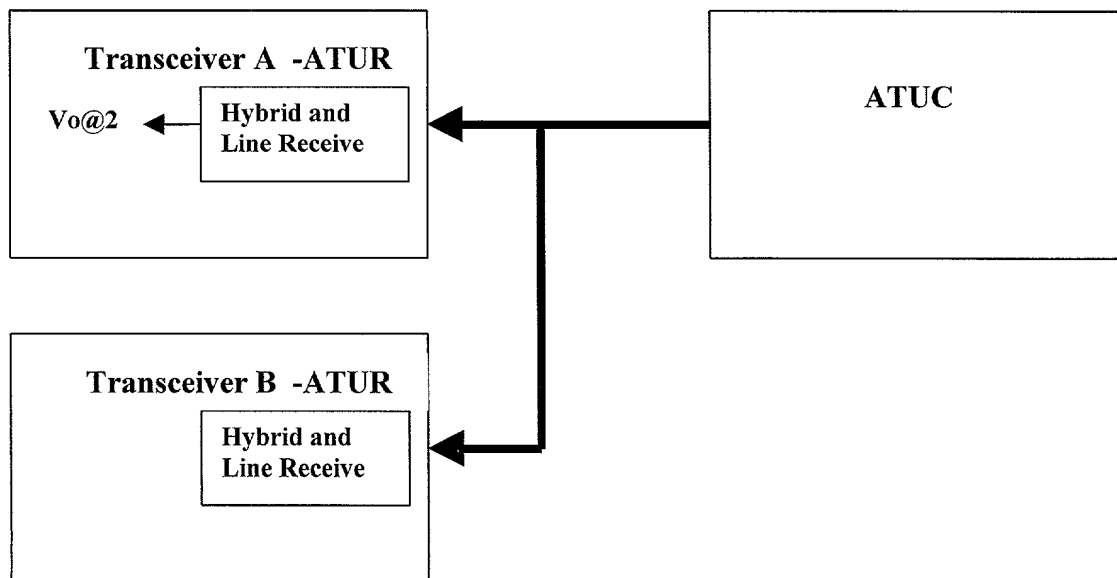 Transceiver A -ATUR
Vo@2
Hybrid and
Line Receive
ATUC
Transceiver B -ATUR
Hybrid and
Line Receive